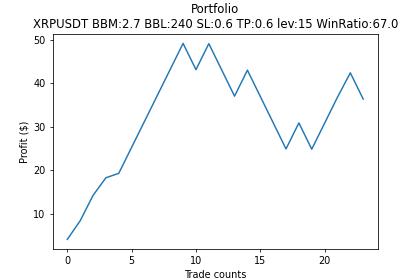 Portfolio
XRPUSDT BBM:2.7 BBL:240 SL:0.6 TP:0.6 lev:15 WinRatio:67.0
50
40
30
20
10
Profit ($)
0 5 10 15 20
Trade counts